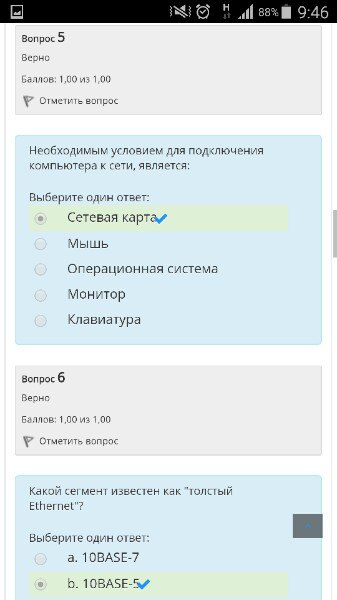 H 88% 9:46
Вопрос 5
Верно
Баллов: 1,00 из 1,00
Отметить вопрос
Необходимым условием для подключения
компьютера к сети, является:
Выберите один ответ:
Сетевая карта
Мышь
Операционная система
Монитор
Клавиатура
Вопрос 6
Верно
Баллов: 1,00 из 1,00
Отметить вопрос
Какой сегмент известен как "толстый
Ethernet"?
Выберите один ответ:
a. 10BASE-7
b. 10BASE-5